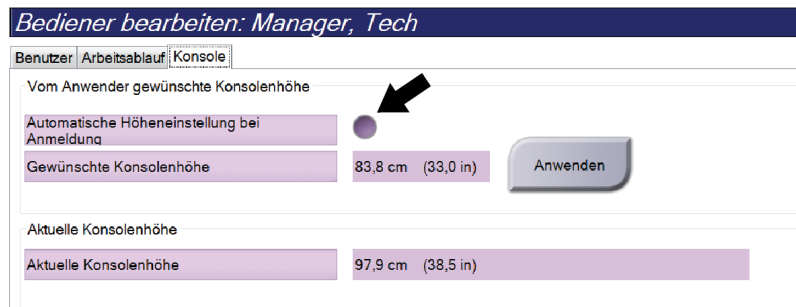 Bediener bearbeiten: Manager, Tech
Benutzer Arbeitsablauf Konsole
Vom Anwender gewünschte Konsolenhöhe
Automatische Höheneinstellung bei
Anmeldung
Gewünschte Konsolenhöhe 83,8 cm (33,0 in) Anwenden
Aktuelle Konsolenhöhe
Aktuelle Konsolenhöhe 97,9 cm (38,5 in)